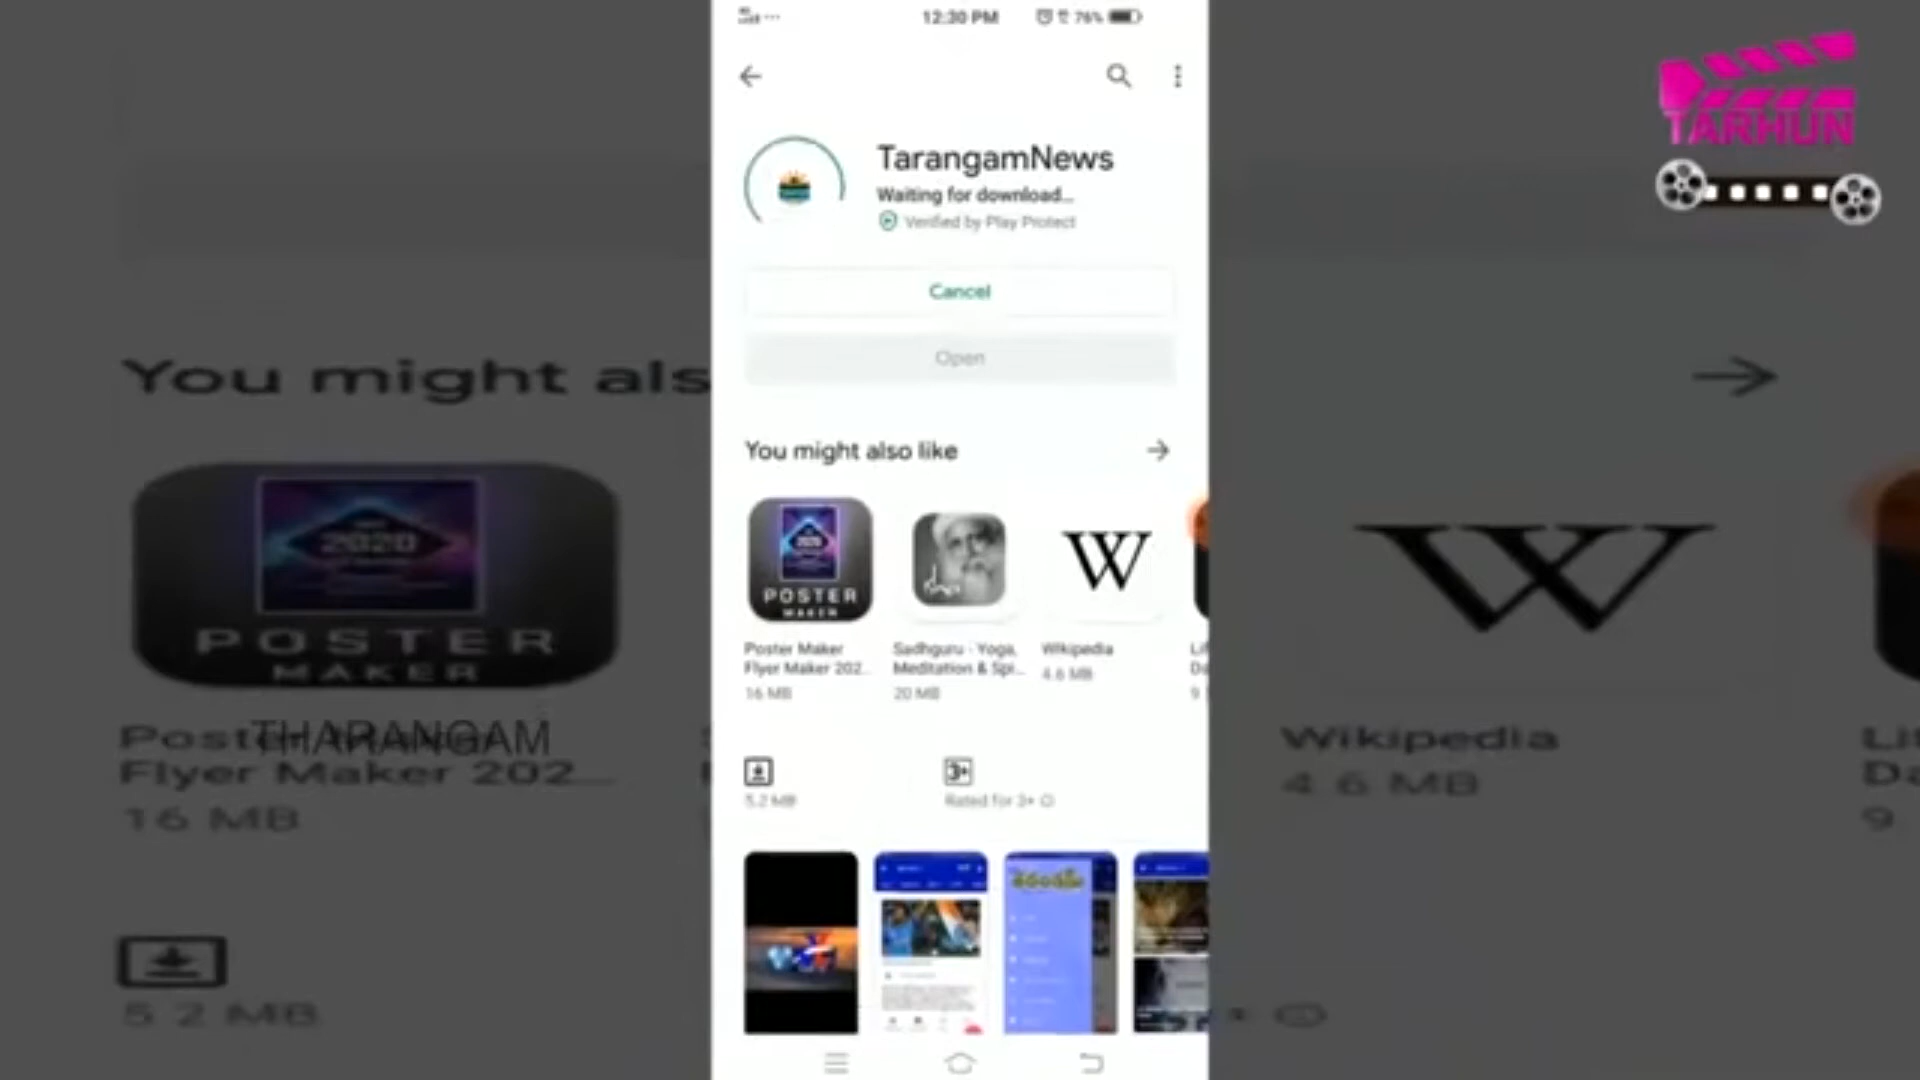 12:30 PM
76%
TARHUN
TarangamNews
Waiting for download...
Verified by Play Protect
Cancel
Open
You might als
You might also like
2020
POSTER
MAKER
POSTER
MAKER
W
W
Poster Maker
Flyer Maker 202...
16 MB
Sadhguru - Yoga,
Meditation & Spi...
20 MB
Wikipedia
4.6 MB
THARANGAM
Flyer Maker 202...
16 MB
Wikipedia
4.6 MB
9
3+
5.2 MB
Rated for 3+
5.2 MB